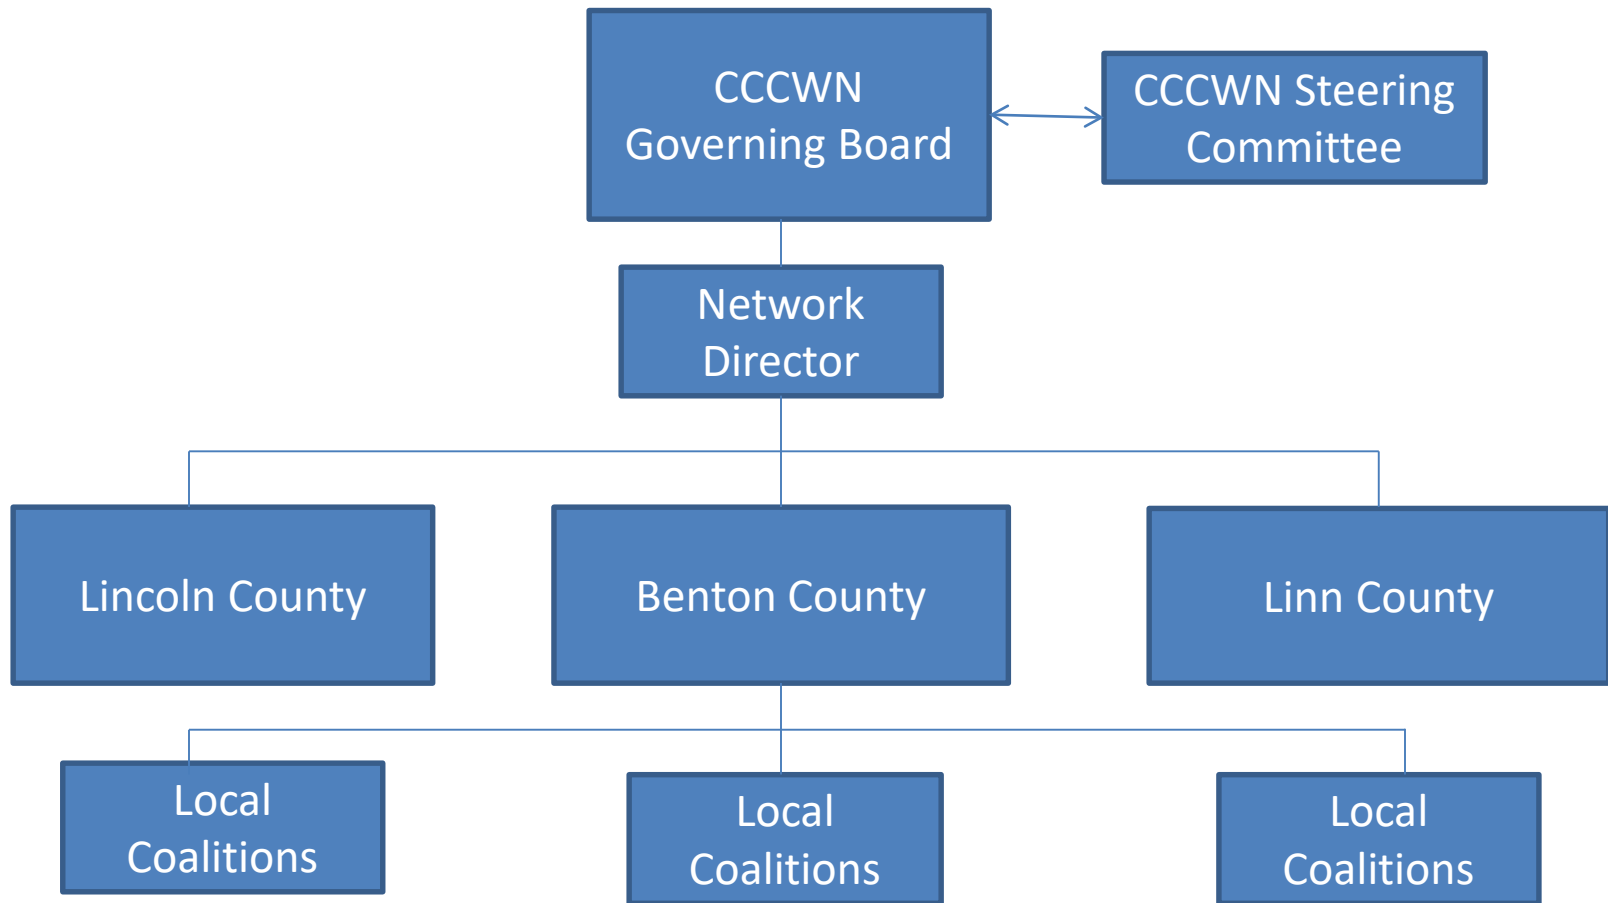 CCCWN
Governing Board
CCCWN Steering
Committee
Network
Director
Lincoln County
Benton County
Linn County
Local
Coalitions
Local
Coalitions
Local
Coalitions